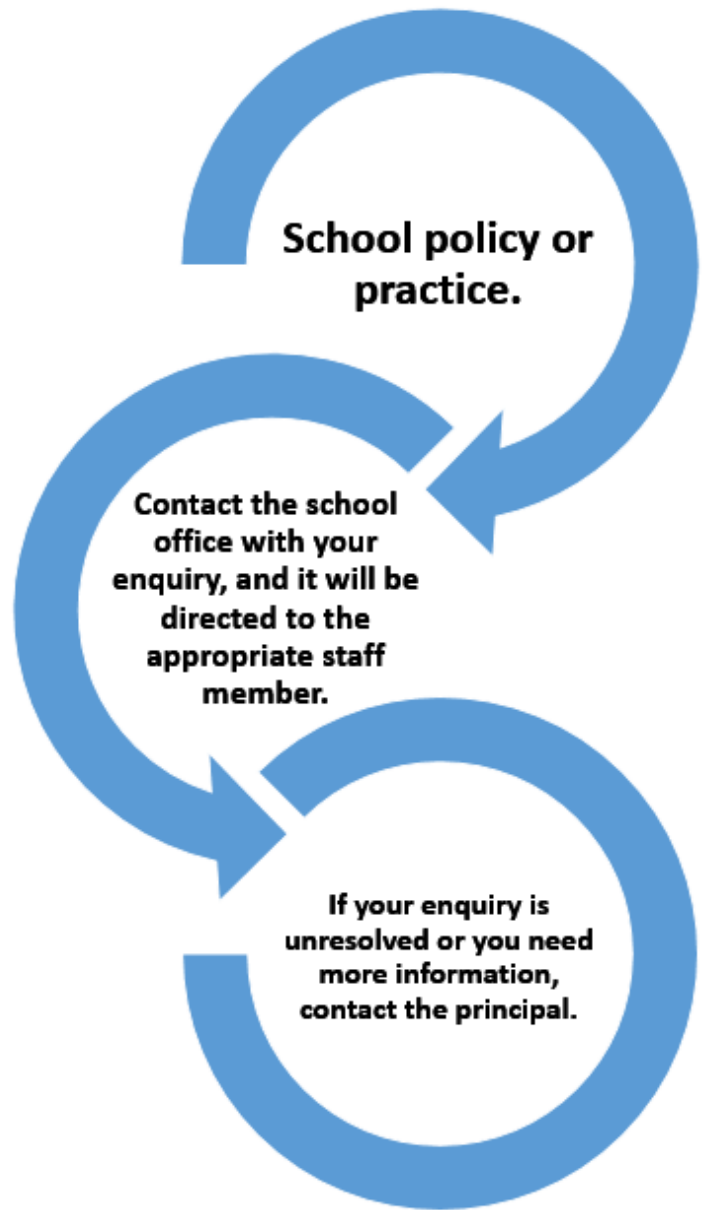 School policy or
practice.
Contact the school
office with your
enquiry, and it will be
directed to the
appropriate staff
member.
If your enquiry is
unresolved or you need
more information,
contact the principal.